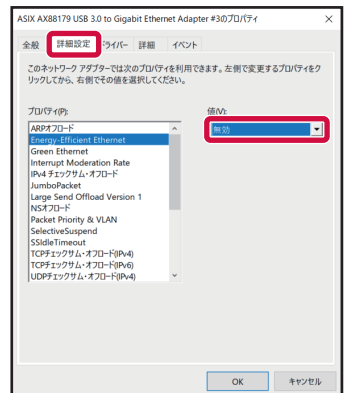 ASIX AX88179 USB 3.0 to Gigabit Ethernet Adapter #3のプロパティ
全般 詳細設定 ドライバー 詳細 イベント
このネットワーク アダプターでは次のプロパティを利用できます。左側で変更するプロパティをク
リックしてから、右側でその値を選択してください。
プロパティ(P):
値(V):
ARPオフロード
無効
Energy-Efficient Ethernet
Green Ethernet
Interrupt Moderation Rate
IPv4 チェックサム・オフロード
JumboPacket
Large Send Offload Version 1
NSオフロード
Packet Priority & VLAN
SelectiveSuspend
SSIdleTimeout
TCPチェックサム・オフロード(IPv4)
TCPチェックサム・オフロード(IPv6)
UDPチェックサム・オフロード(IPv4)
OK キャンセル